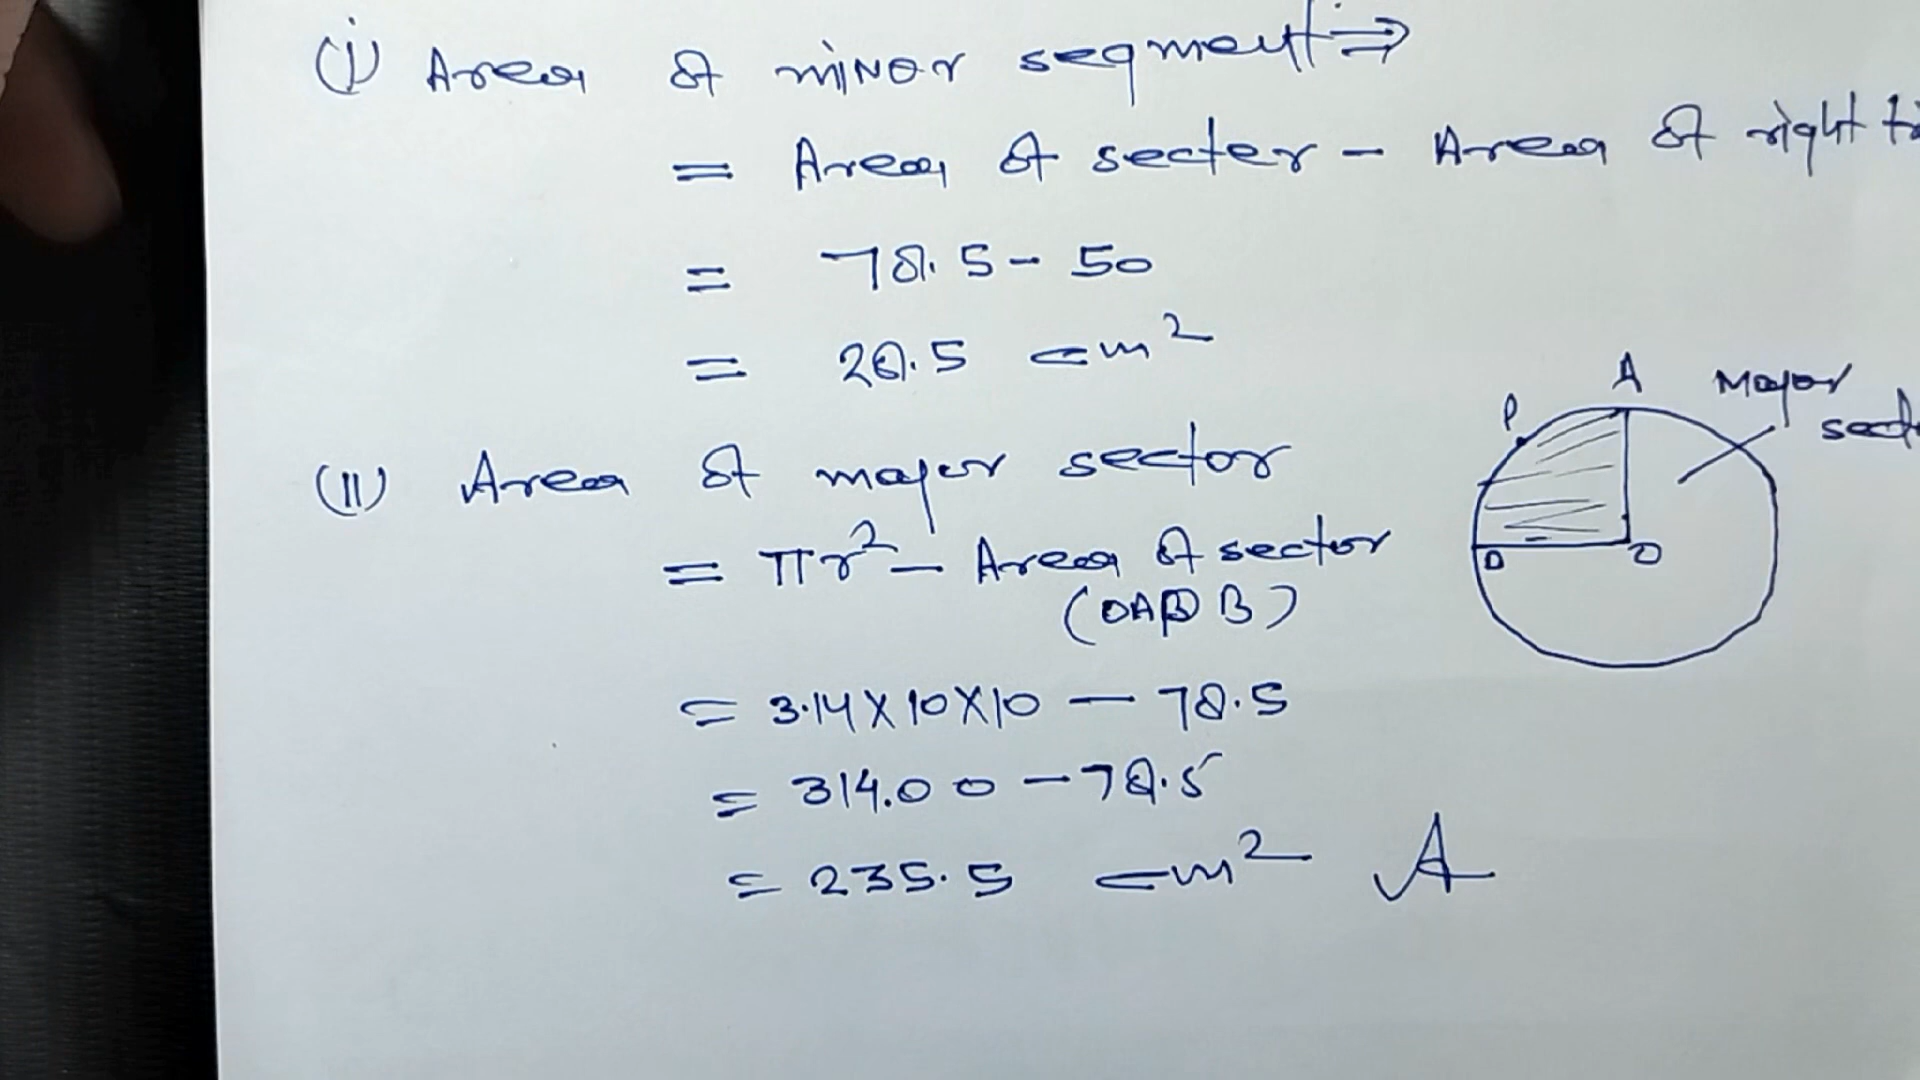 (i) Area of minor segment ⇒
= Area of secter - Area of right
= 78.5 - 50
= 28.5 cm²
(II) Area of major sector
= πr² - Area of sector
(OAPB)
= 3.14 X 10 X 10 - 78.5
= 314.00 - 78.5
= 235.5 cm² A
A
P
Major
B
O